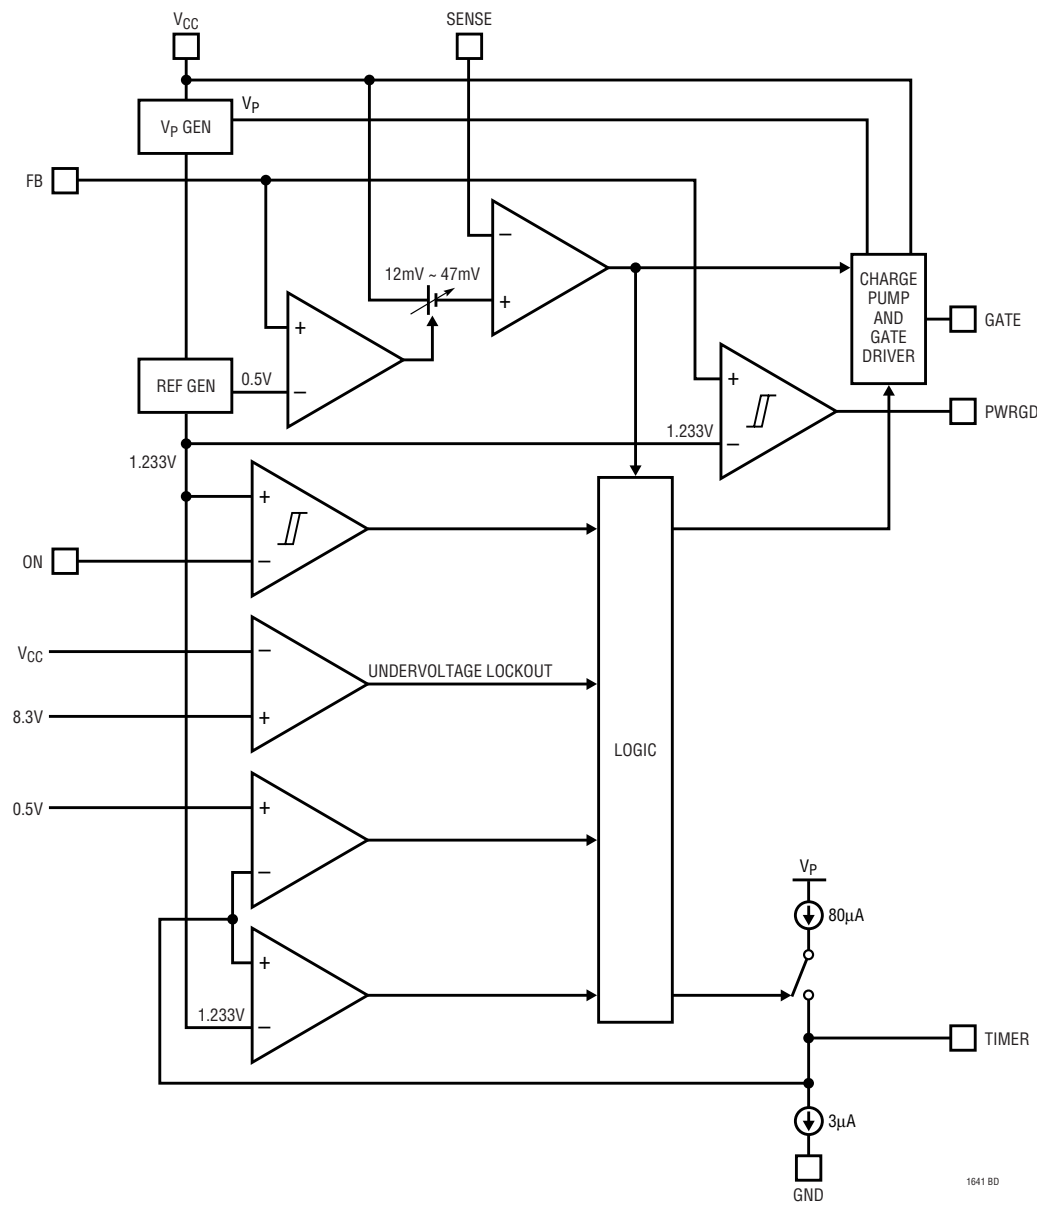 VCC
SENSE
VP
VP GEN
FB
12mV ~ 47mV
CHARGE
PUMP
AND
GATE
DRIVER
GATE
REF GEN
0.5V
PWRGD
1.233V
1.233V
ON
VCC
UNDERVOLTAGE LOCKOUT
8.3V
LOGIC
0.5V
VP
80µA
1.233V
TIMER
3µA
GND
1641 BD